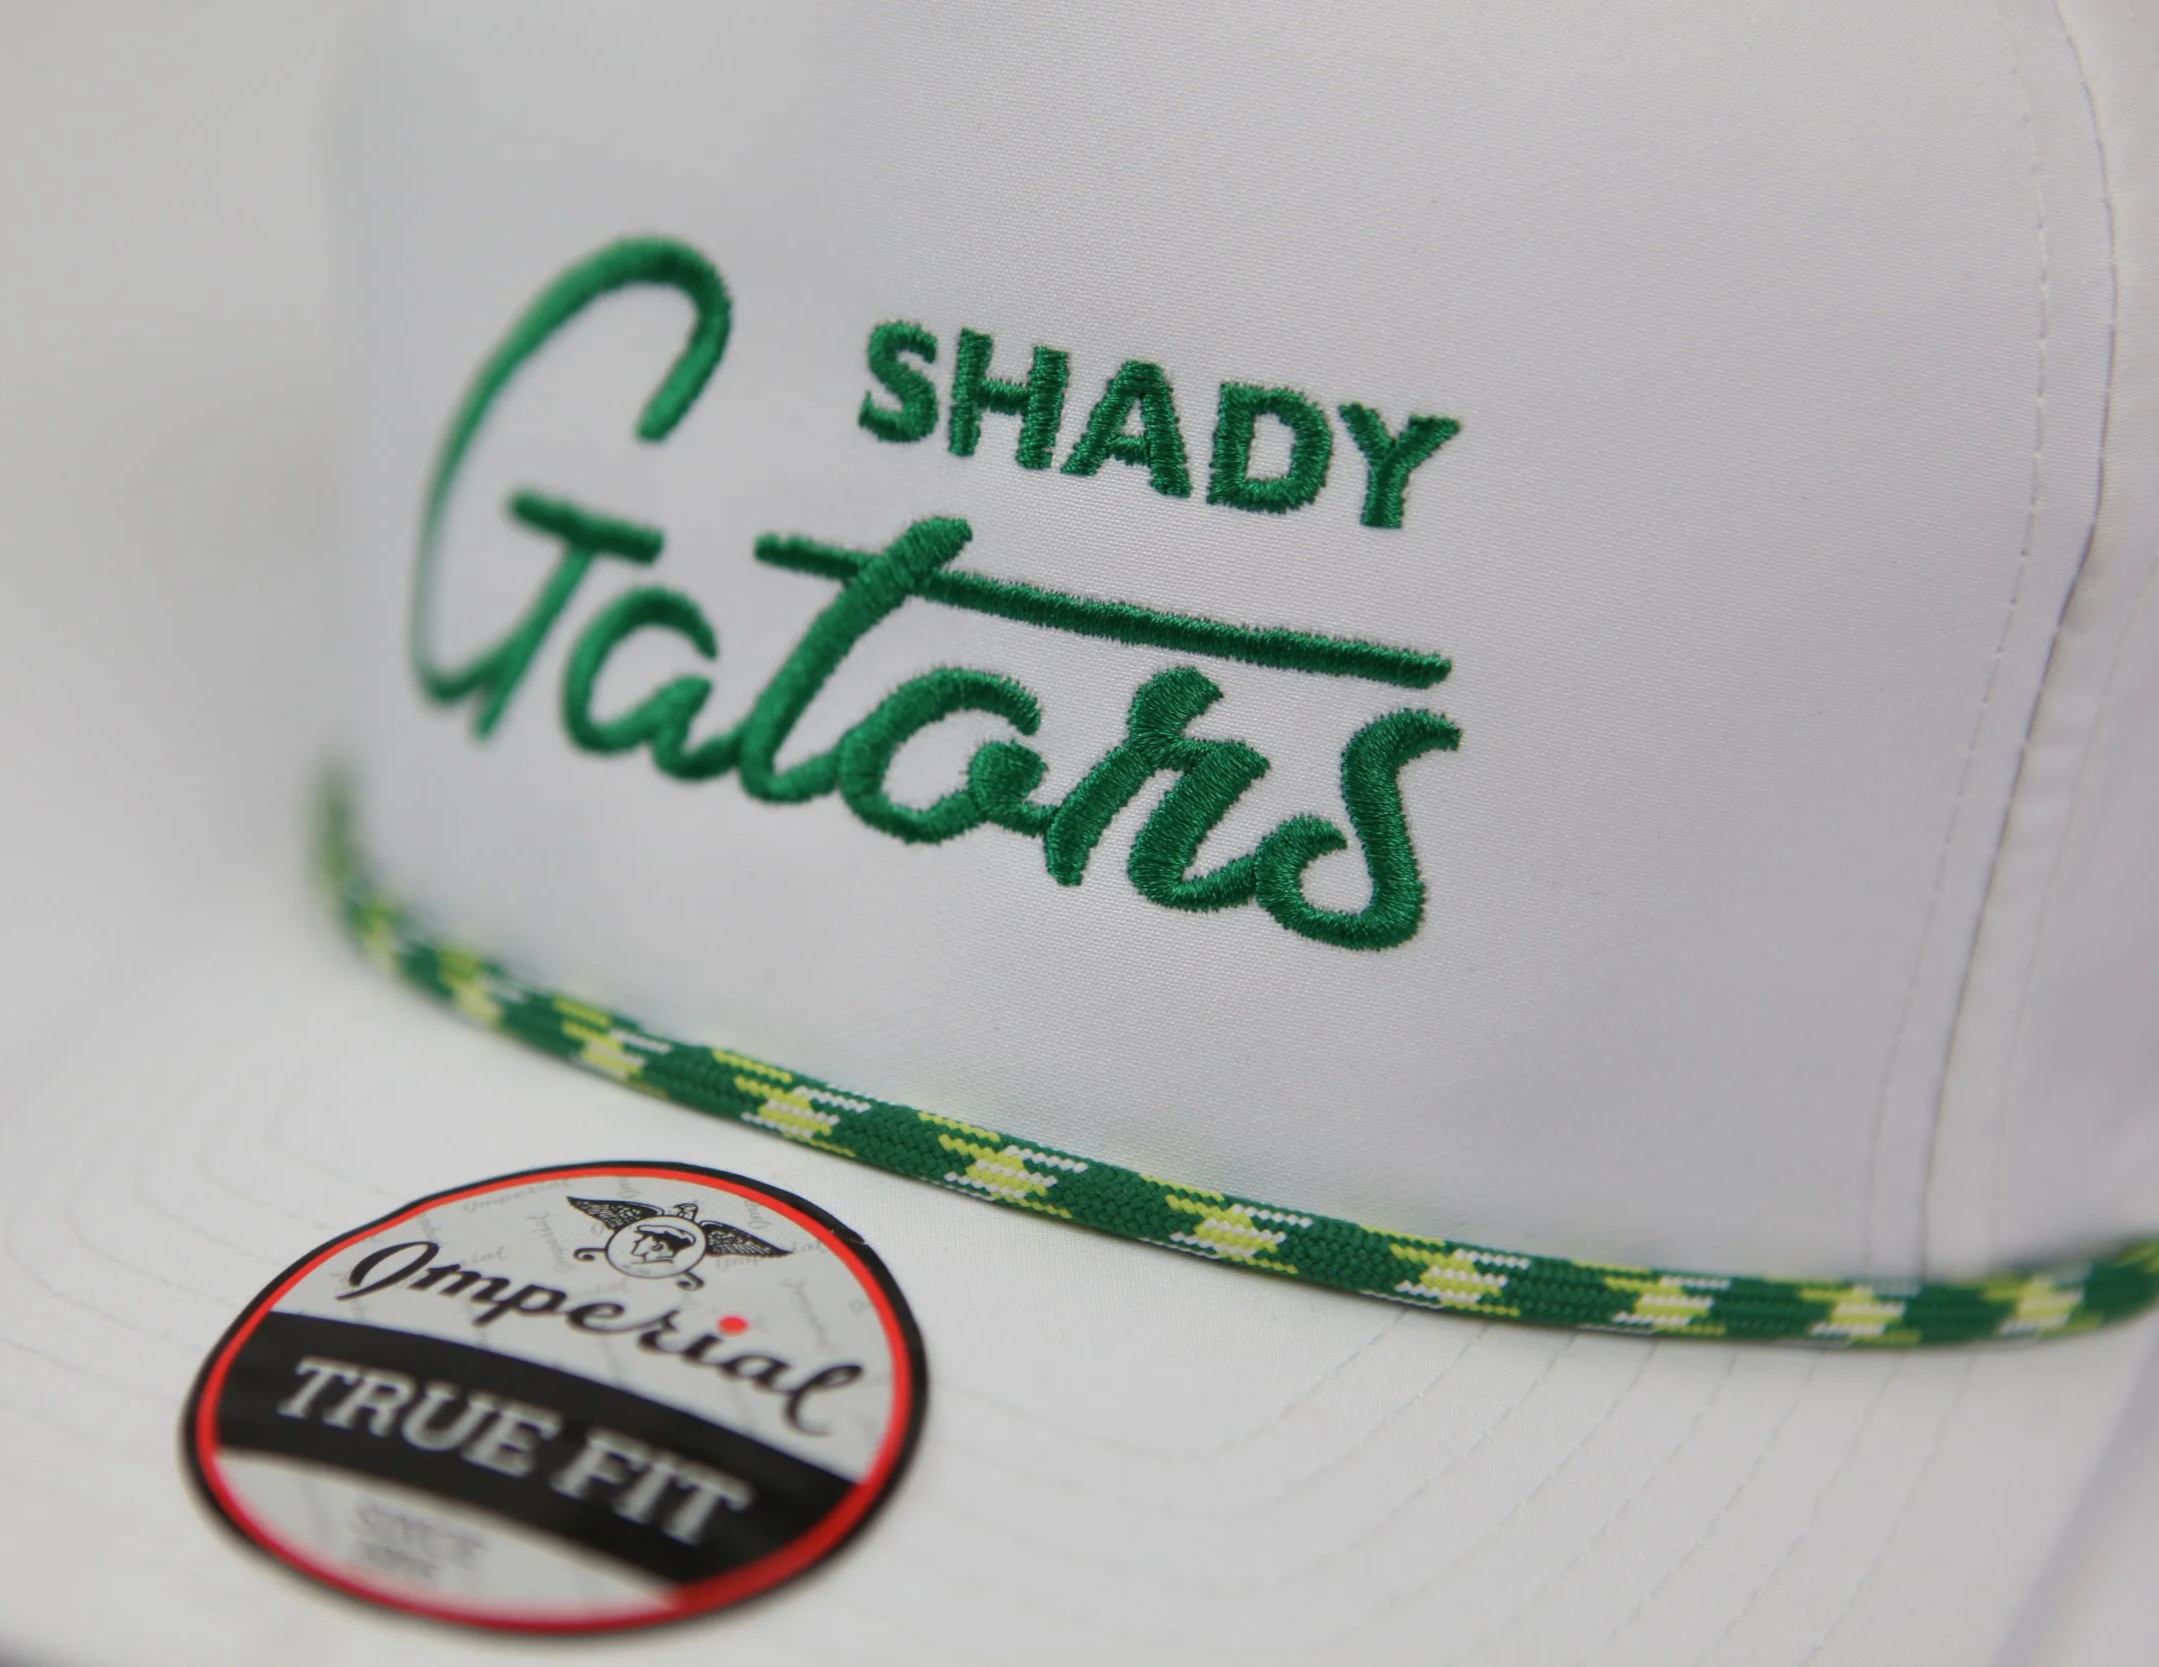 SHADY
Gators
Imperial
TRUE FIT